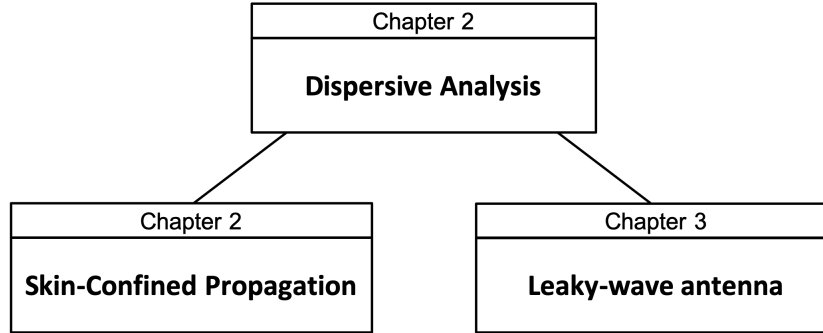 Chapter 2
Dispersive Analysis
Chapter 2
Skin-Confined Propagation
Chapter 3
Leaky-wave antenna